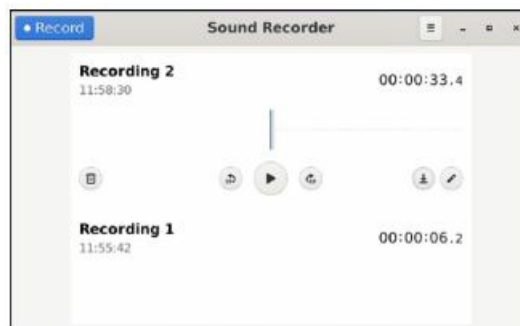 Record
Sound Recorder
Recording 2
00:00:33.4
11:58:30
Recording 1
00:00:06.2
11:55:42